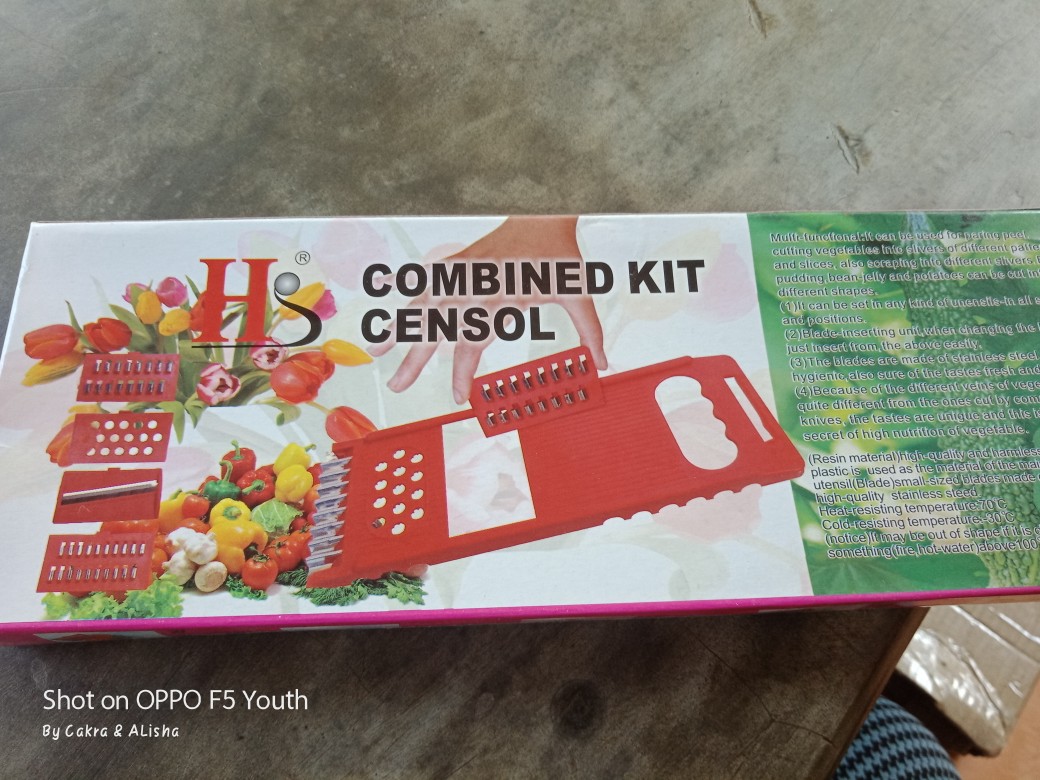 HS ®
COMBINED KIT
CENSOL
Multi-functional:It can be used for paring peel
cutting vegetables into slivers of different
and slices, also scraping into different slivers
pudding bean-jelly and potatoes can be cut
different shapes.
(1)It can be set in any kind of unensils-in all
and positions.
(2)Blade-inserting unit,when changing the
just insert from, the above easily,
(3)The blades are made of stainless steel
hygienic,also sure of the tastes fresh and
(4)Because of the different veins of
quite different from the ones cut by
knives, the tastes are unique and this is
secret of high nutrition of vegetable.
(Resin material)high-quality and harmless
plastic is used as the material of the
utensil(Blade)small-sized blades made
high-quality stainless steed
Heat-resisting temperature:70°C
Cold-resisting temperature:-30°C
(notice)It may be out of shape if it is
something(fire,hot-water)above100
Shot on OPPO F5 Youth
By Cakra & ALisha